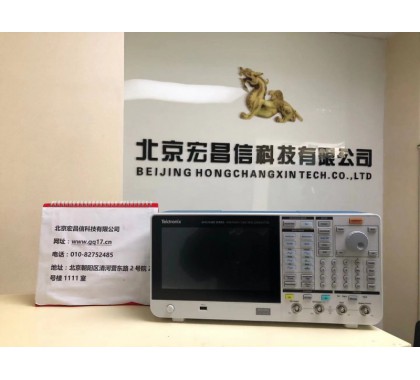 北京宏昌信科技有限公司
BEIJING HONGCHANGXIN TECH.CO.,LTD.
北京宏昌信科技有限公司
网址：www.gq17.cn
电话：010-82752485
地址：北京朝阳区清河营东路2号院2
号楼1111室
Tektronix